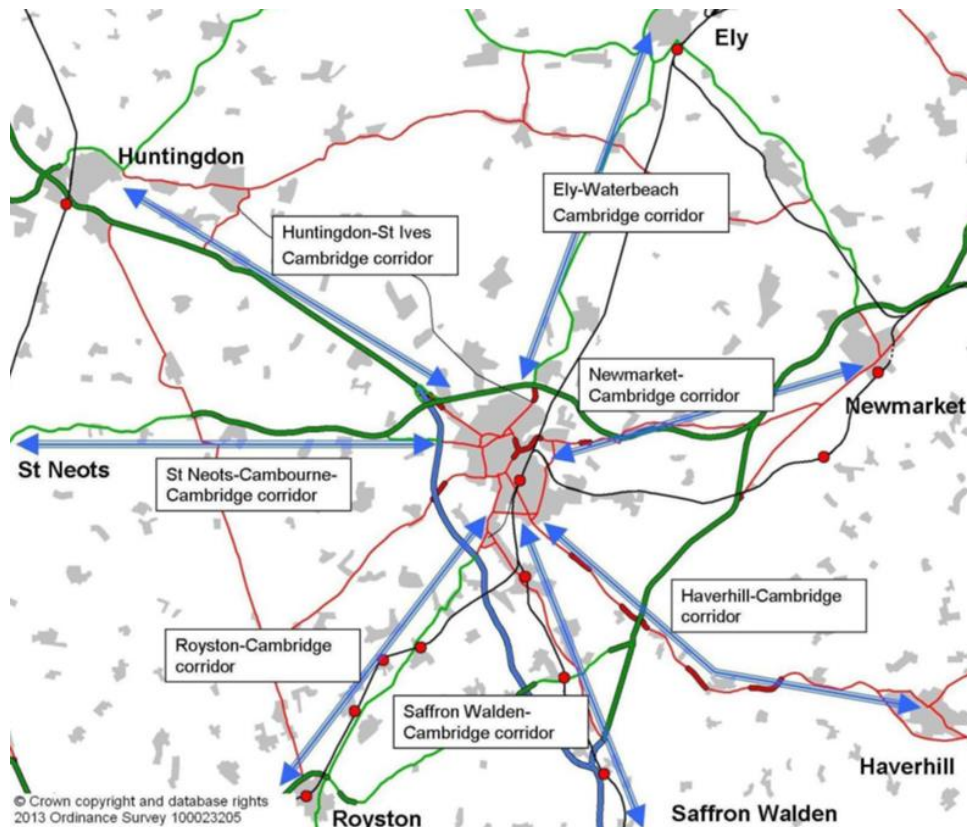 Ely
Huntingdon
Ely-Waterbeach
Cambridge corridor
Huntingdon-St Ives
Cambridge corridor
Newmarket-
Cambridge corridor
Newmarket
St Neots
St Neots-Cambourne-
Cambridge corridor
Haverhill-Cambridge
corridor
Royston-Cambridge
corridor
Saffron Walden-
Cambridge corridor
Haverhill
© Crown copyright and database rights
2013 Ordinance Survey 100023205
Royston
Saffron Walden